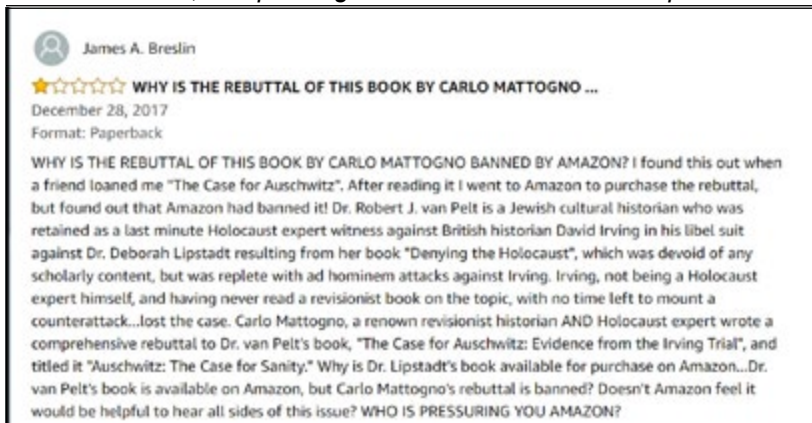 James A. Breslin
WHY IS THE REBUTTAL OF THIS BOOK BY CARLO MATTOGNO ...
December 28, 2017
Format: Paperback
WHY IS THE REBUTTAL OF THIS BOOK BY CARLO MATTOGNO BANNED BY AMAZON? I found this out when
a friend loaned me "The Case for Auschwitz". After reading it I went to Amazon to purchase the rebuttal,
but found out that Amazon had banned it! Dr. Robert J. van Pelt is a Jewish cultural historian who was
retained as a last minute Holocaust expert witness against British historian David Irving in his libel suit
against Dr. Deborah Lipstadt resulting from her book "Denying the Holocaust", which was devoid of any
scholarly content, but was replete with ad hominem attacks against Irving. Irving, not being a Holocaust
expert himself, and having never read a revisionist book on the topic, with no time left to mount a
counterattack...lost the case. Carlo Mattogno, a renown revisionist historian AND Holocaust expert wrote a
comprehensive rebuttal to Dr. van Pelt's book, "The Case for Auschwitz: Evidence from the Irving Trial", and
titled it "Auschwitz: The Case for Sanity." Why is Dr. Lipstadt's book available for purchase on Amazon...Dr.
van Pelt's book is available on Amazon, but Carlo Mattogno's rebuttal is banned? Doesn't Amazon feel it
would be helpful to hear all sides of this issue? WHO IS PRESSURING YOU AMAZON?